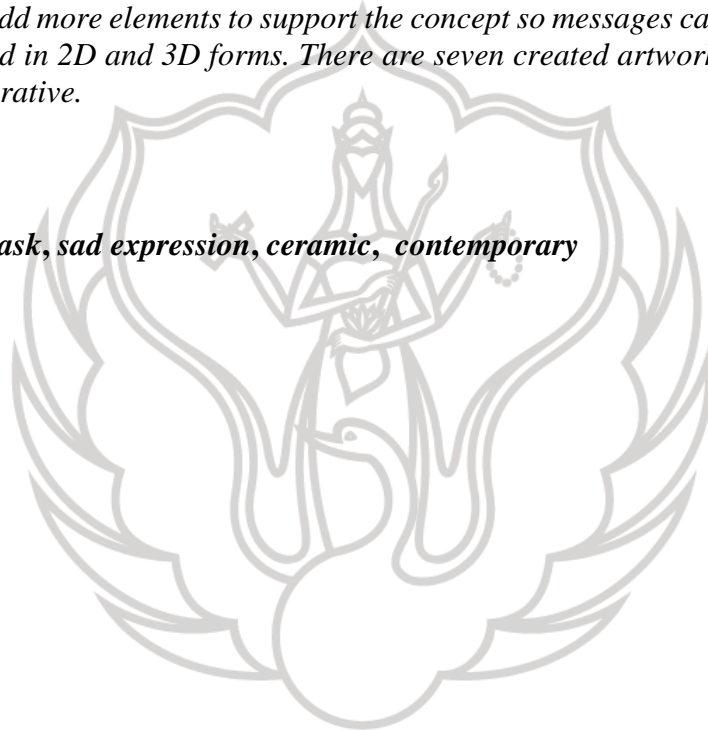 dd more elements to support the concept so messages ca
d in 2D and 3D forms. There are seven created artwork
rative.
ask, sad expression, ceramic, contemporary